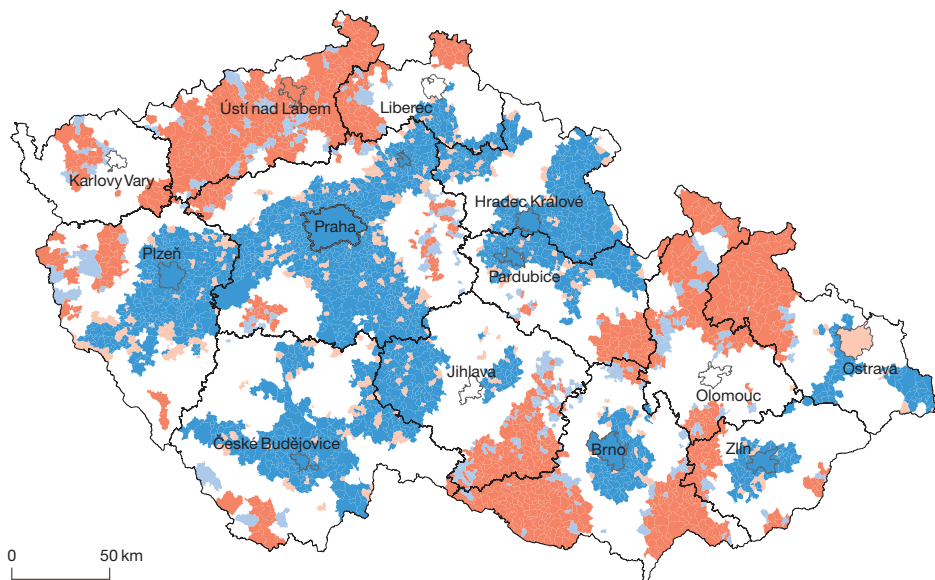 Ústí nad Labem
Liberec
Karlovy Vary
Hradec Králové
Praha
Plzeň
Pardubice
Jihlava
Ostrava
Olomouc
České Budějovice
Brno
Zlín
0 50 km